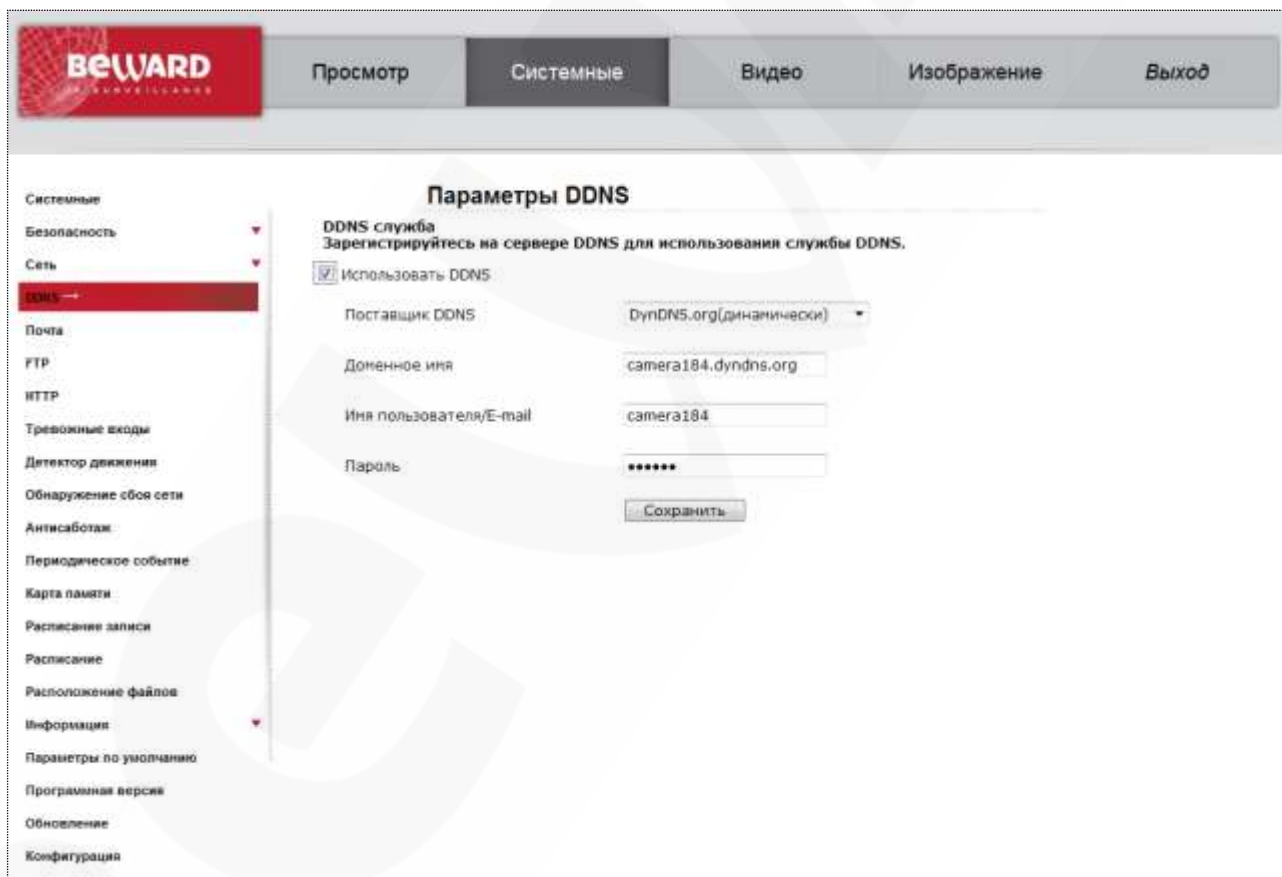 BEWARD
IP SURVEILLANCE
Просмотр
Системные
Видео
Изображение
Выход
Системные
Безопасность
Сеть
DDNS →
Почта
FTP
HTTP
Тревожные входы
Детектор движения
Обнаружение сбоя сети
Антисаботаж
Периодическое событие
Карта памяти
Расписание записи
Расписание
Расположение файлов
Информация
Параметры по умолчанию
Программная версия
Обновление
Конфигурация
Параметры DDNS
DDNS служба
Зарегистрируйтесь на сервере DDNS для использования службы DDNS.
Использовать DDNS
Поставщик DDNS
DynDNS.org(динамически)
Доменное имя
camera184.dyndns.org
Имя пользователя/E-mail
camera184
Пароль
••••••
Сохранить